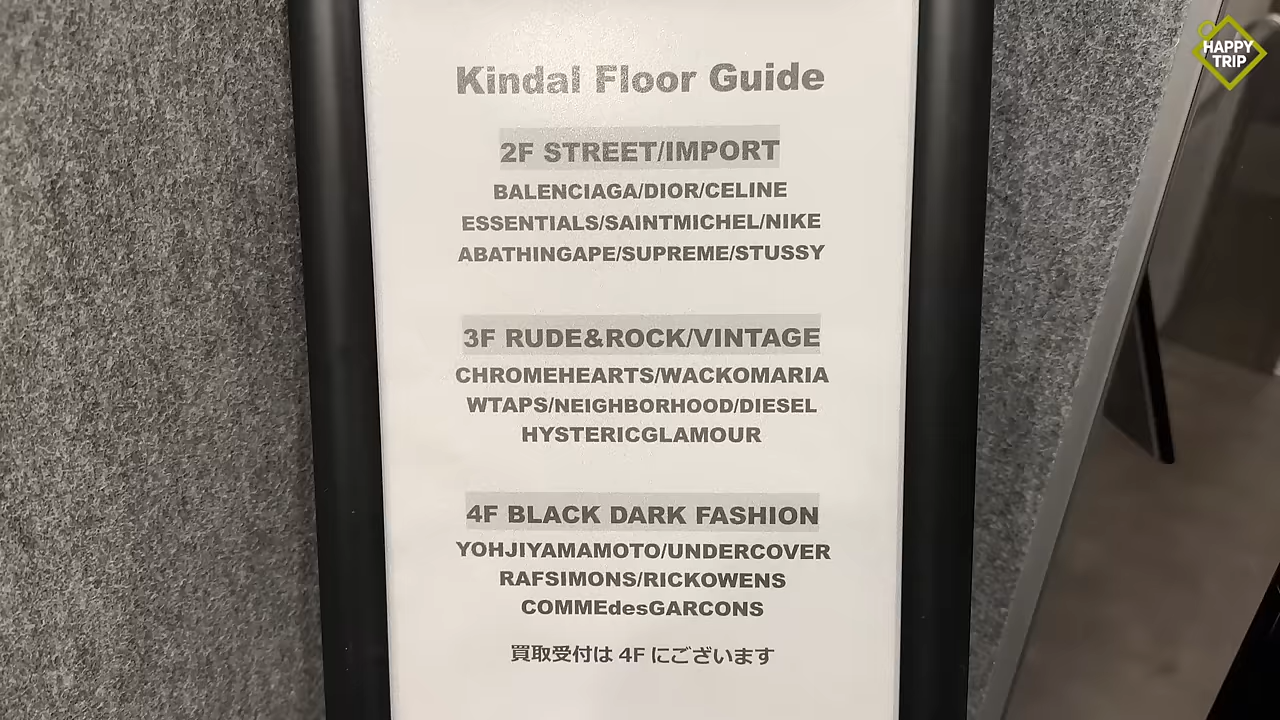 HAPPY
TRIP
Kindal Floor Guide
2F STREET/IMPORT
BALENCIAGA/DIOR/CELINE
ESSENTIALS/SAINTMICHEL/NIKE
ABATHINGAPE/SUPREME/STUSSY
3F RUDE&ROCK/VINTAGE
CHROMEHEARTS/WACKOMARIA
WTAPS/NEIGHBORHOOD/DIESEL
HYSTERICGLAMOUR
4F BLACK DARK FASHION
YOHJIYAMAMOTO/UNDERCOVER
RAFSIMONS/RICKOWENS
COMMEdesGARCONS
買取受付は 4F にございます